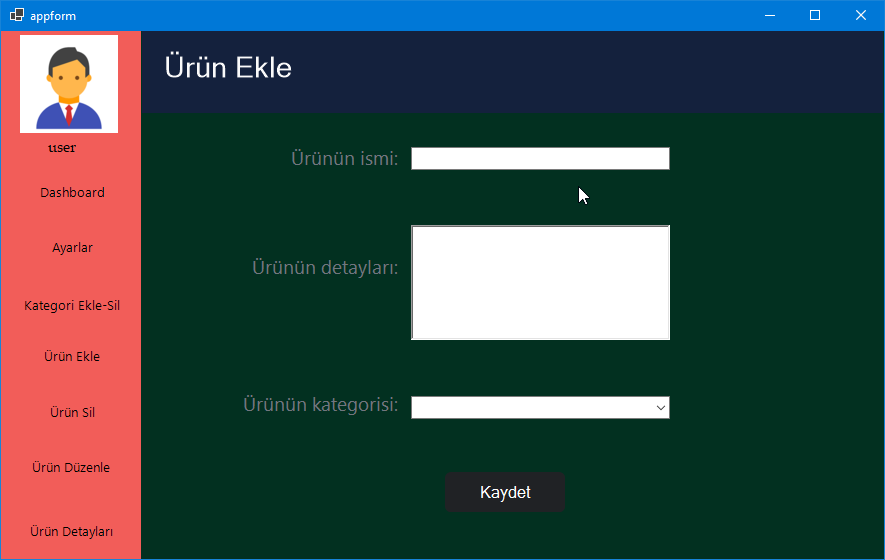 appform
user
Dashboard
Ayarlar
Kategori Ekle-Sil
Ürün Ekle
Ürün Sil
Ürün Düzenle
Ürün Detayları
Ürün Ekle
Ürünün ismi:
Ürünün detayları:
Ürünün kategorisi:
Kaydet